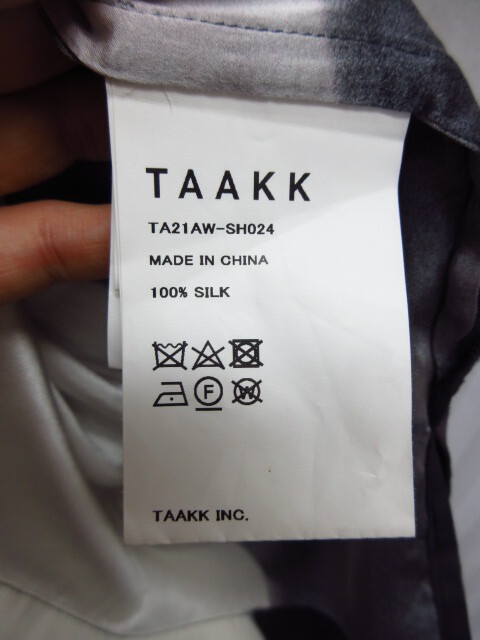 TAAKK
TA21AW-SH024
MADE IN CHINA
100% SILK
F
W
TAAKK INC.